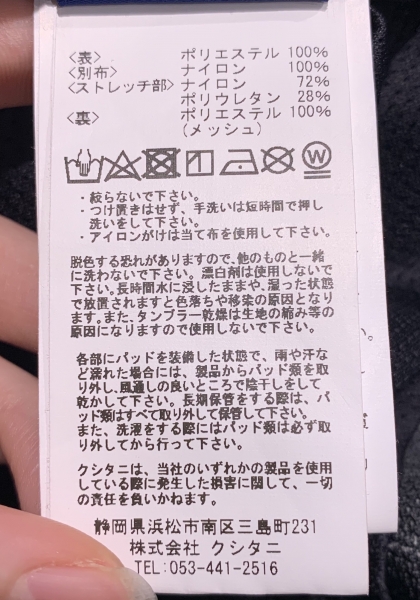 〈表〉 ポリエステル 100%
〈別布〉 ナイロン 100%
〈ストレッチ部〉 ナイロン 72%
ポリウレタン 28%
〈裏〉 ポリエステル 100%
(メッシュ)
W
・絞らないで下さい。
・つけ置きはせず、手洗いは短時間で押し
洗いをして下さい。
・アイロンがけは当て布を使用して下さい。
脱色する恐れがありますので、他のものと一緒
に洗わないで下さい。漂白剤は使用しないで
下さい。長時間水に浸したままや、湿った状態
で放置されますと色落ちや移染の原因となり
ます。また、タンブラー乾燥は生地の縮み等の
原因になりますので使用しないで下さい。
各部にパッドを装備した状態で、雨や汗な
ど濡れた場合には、製品からパッド類を取
り外し、風通しの良いところで陰干しをして
乾かして下さい。長期保管をする際は、パ
ッド類はすべて取り外して保管して下さい。
また、洗濯をする際にはパッド類は必ず取
り外してから行って下さい。
クシタニは、当社のいずれかの製品を使用
している際に発生した損害に関して、一切
の責任を負いかねます。
静岡県浜松市南区三島町231
株式会社 クシタニ
TEL:053-441-2516